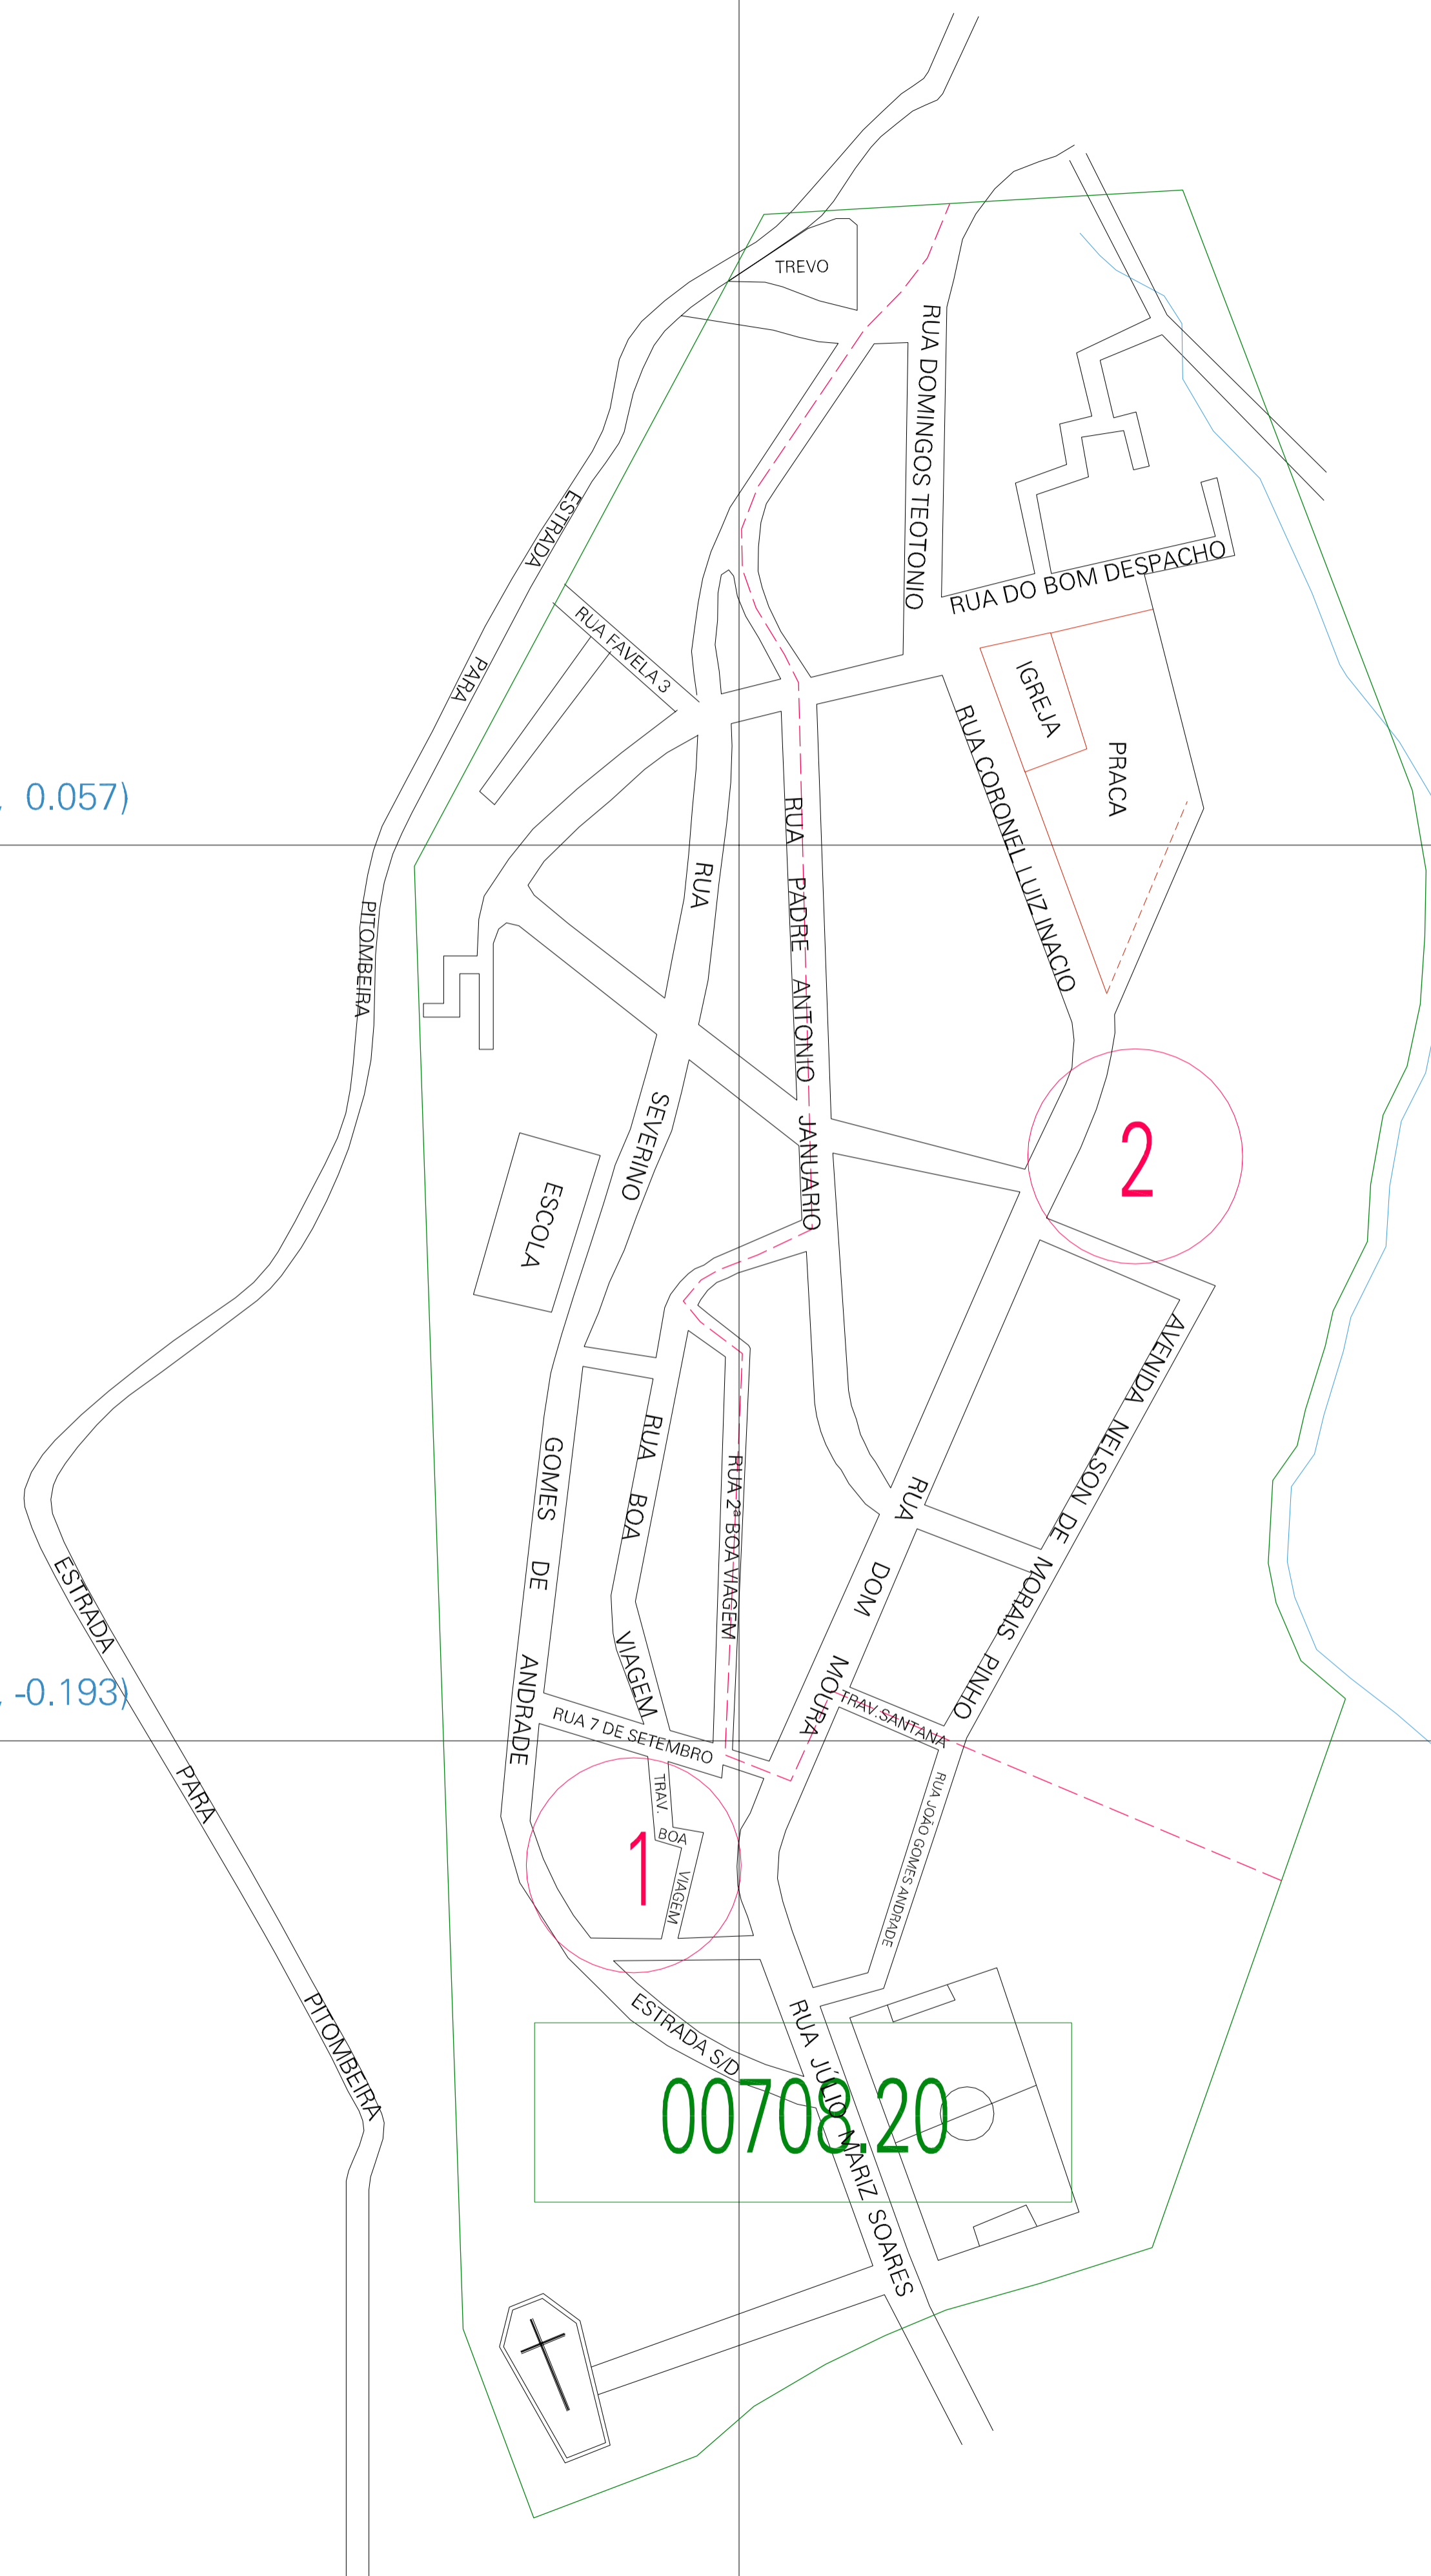 TREVO
RUA DOMINGOS TEOTONIO
ESTRADA
PARA
PITOMBEIRA
RUA FAVELA 3
RUA DO BOM DESPACHO
IGREJA
PRACA
RUA CORONEL LUIZ INACIO
, 0.057)
RUA PADRE ANTONIO JANUARIO
RUA SEVERINO GOMES DE ANDRADE
2
ESCOLA
AVENIDA NELSON DE MORAIS PINHO
RUA BOA VIAGEM
RUA 2ª BOA VIAGEM
RUA DOM MOURA
ESTRADA
PARA
PITOMBEIRA
, -0.193)
TRAV.SANTANA
RUA 7 DE SETEMBRO
TRAV. BOA VIAGEM
RUA JOÃO GOMES ANDRADE
1
ESTRADA S/D
RUA JÚLIO MARIZ SOARES
00708.20